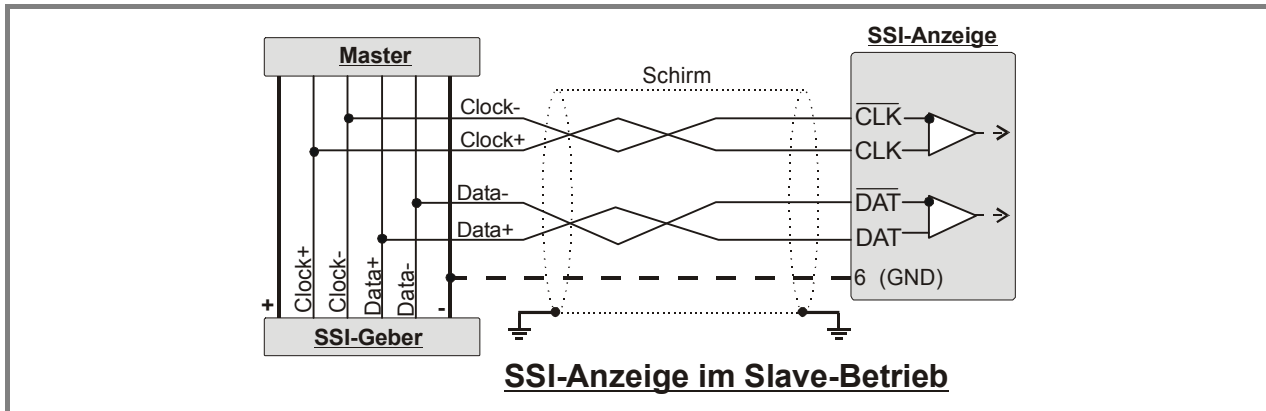 SSI-Anzeige
Master
Schirm
Clock-
CLK
Clock+
CLK
Data-
DAT
Data+
DAT
6 (GND)
+
Clock+
Clock-
Data+
Data-
-
SSI-Geber
SSI-Anzeige im Slave-Betrieb